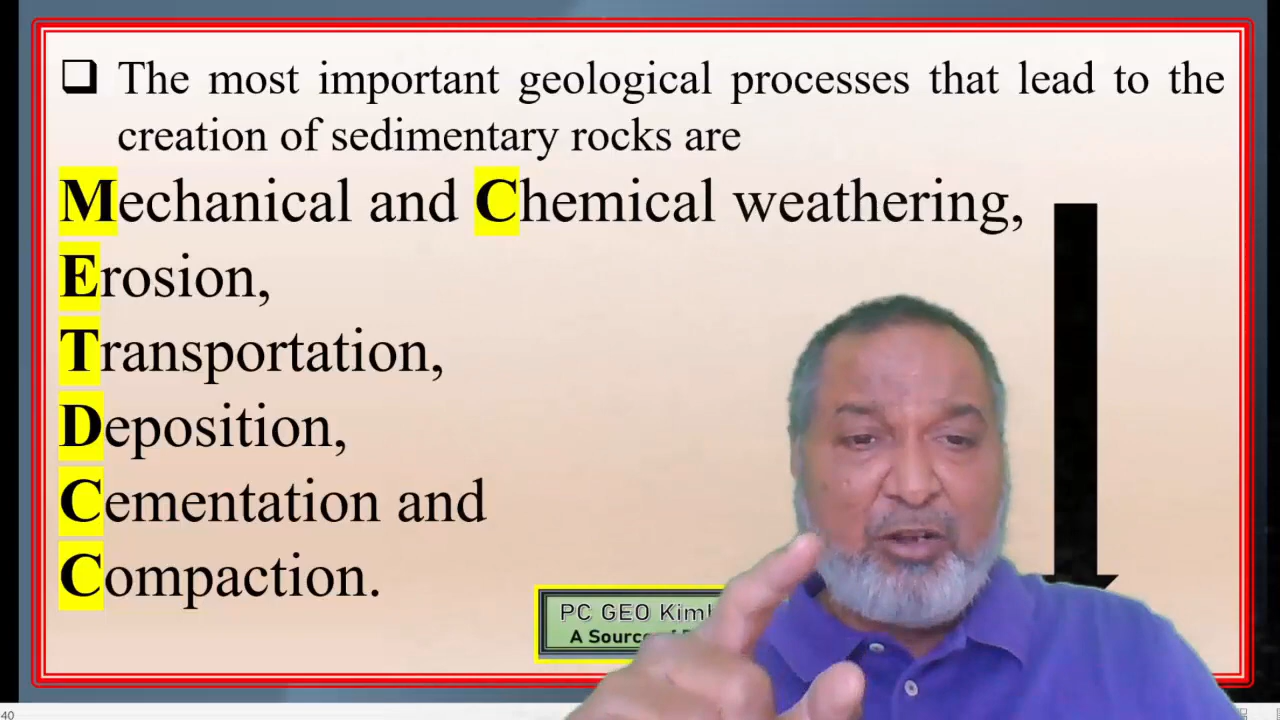 ❑ The most important geological processes that lead to the
creation of sedimentary rocks are
Mechanical and Chemical weathering,
Erosion,
Transportation,
Deposition,
Cementation and
Compaction.
PC GEO
A
40